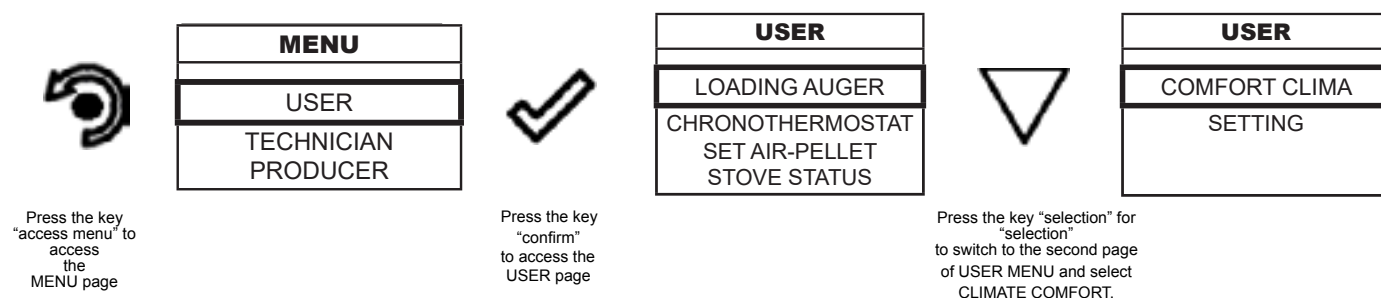 MENU
USER
TECHNICIAN
PRODUCER
USER
LOADING AUGER
CHRONOTHERMOSTAT
SET AIR-PELLET
STOVE STATUS
USER
COMFORT CLIMA
SETTING
Press the key
“access menu” to
access
the
MENU page
Press the key
“confirm”
to access the
USER page
Press the key “selection” for
“selection”
to switch to the second page
of USER MENU and select
CLIMATE COMFORT.